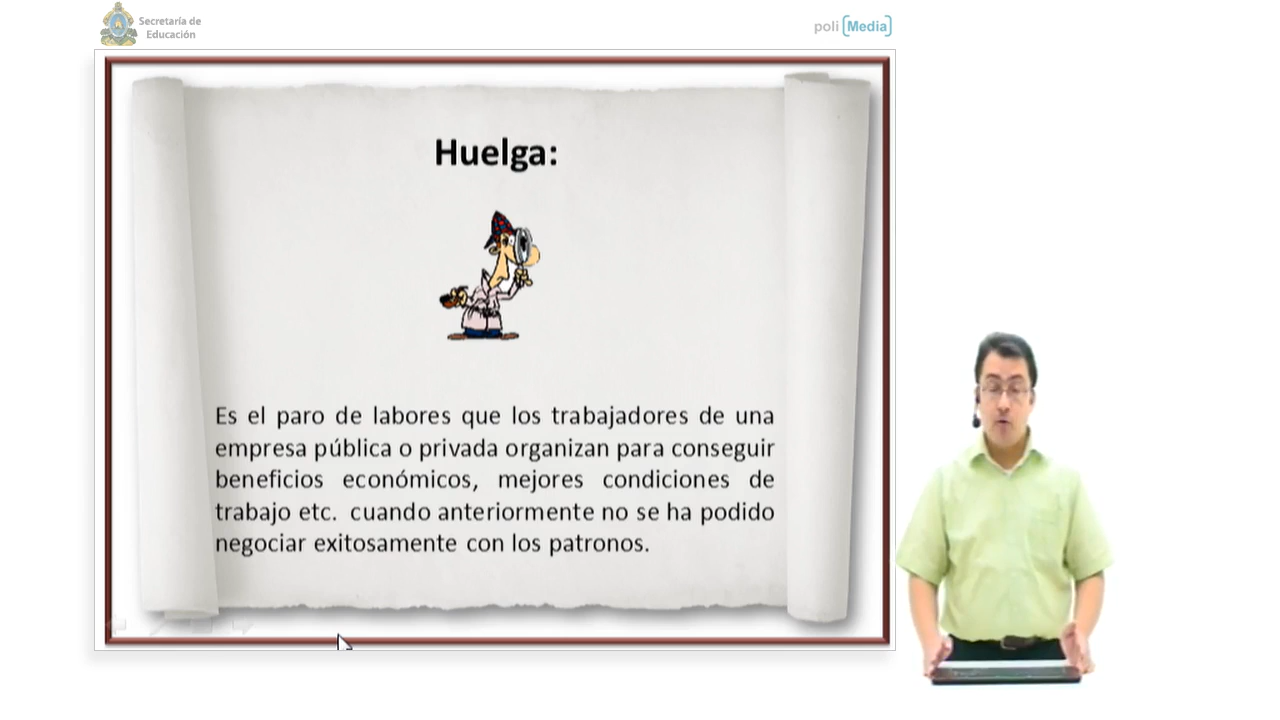 Secretaría de
Educación
poli [Media]
Huelga:
Es el paro de labores que los trabajadores de una
empresa pública o privada organizan para conseguir
beneficios económicos, mejores condiciones de
trabajo etc. cuando anteriormente no se ha podido
negociar exitosamente con los patronos.